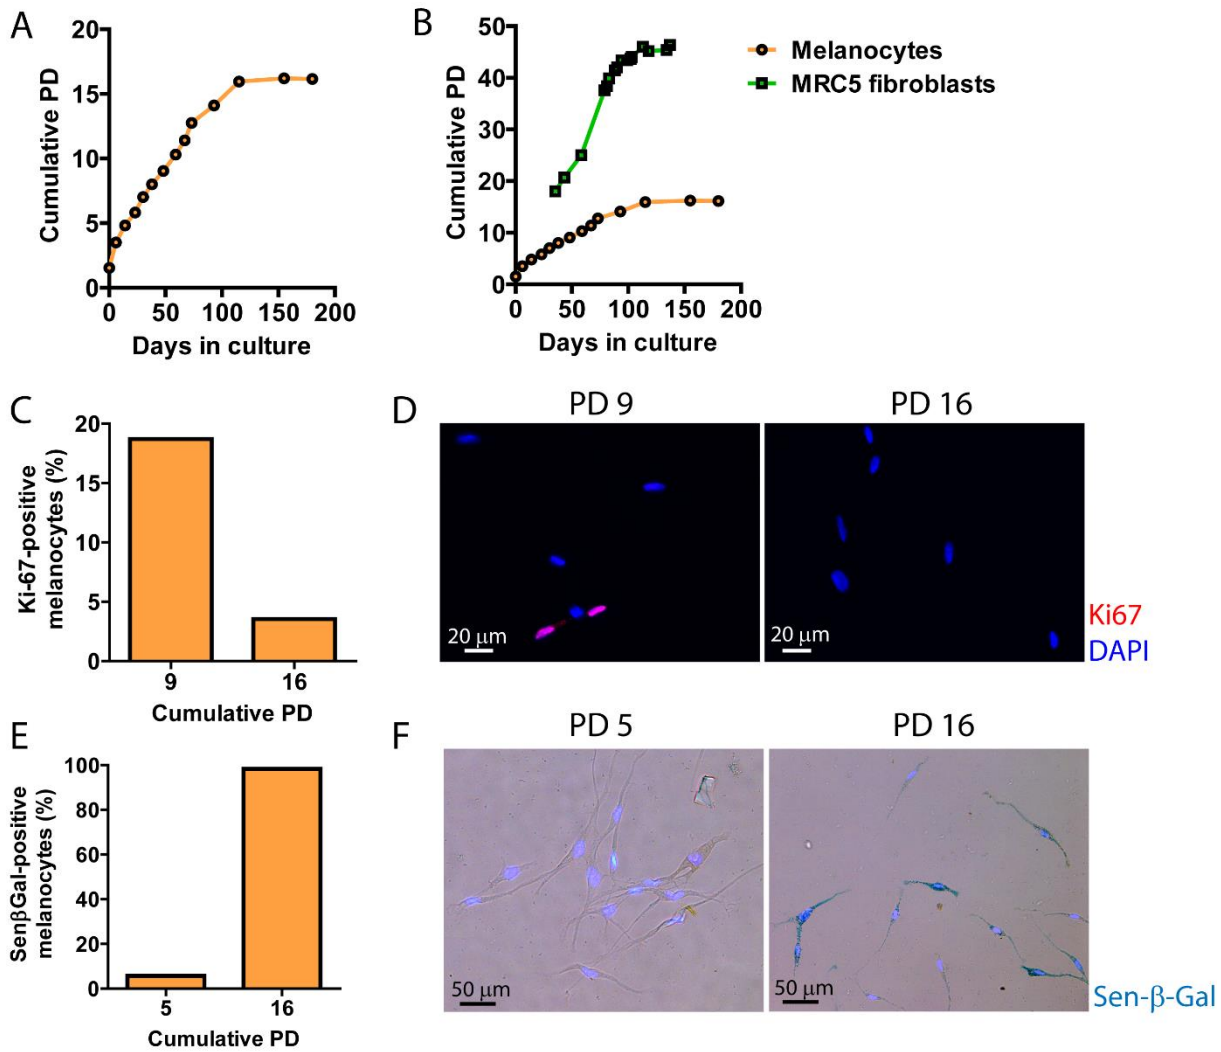 A
20
15
10
5
0
0 50 100 150 200
Cumulative PD
Days in culture
B
50
40
30
20
10
0
0 50 100 150 200
Cumulative PD
Days in culture
Melanocytes
MRC5 fibroblasts
C
20
15
10
5
0
9 16
Ki-67-positive
melanocytes (%)
Cumulative PD
D
PD 9 PD 16
20 µm 20 µm
Ki67
DAPI
E
100
80
60
40
20
0
5 16
SenβGal-positive
melanocytes (%)
Cumulative PD
F
PD 5 PD 16
50 µm 50 µm
Sen-β-Gal